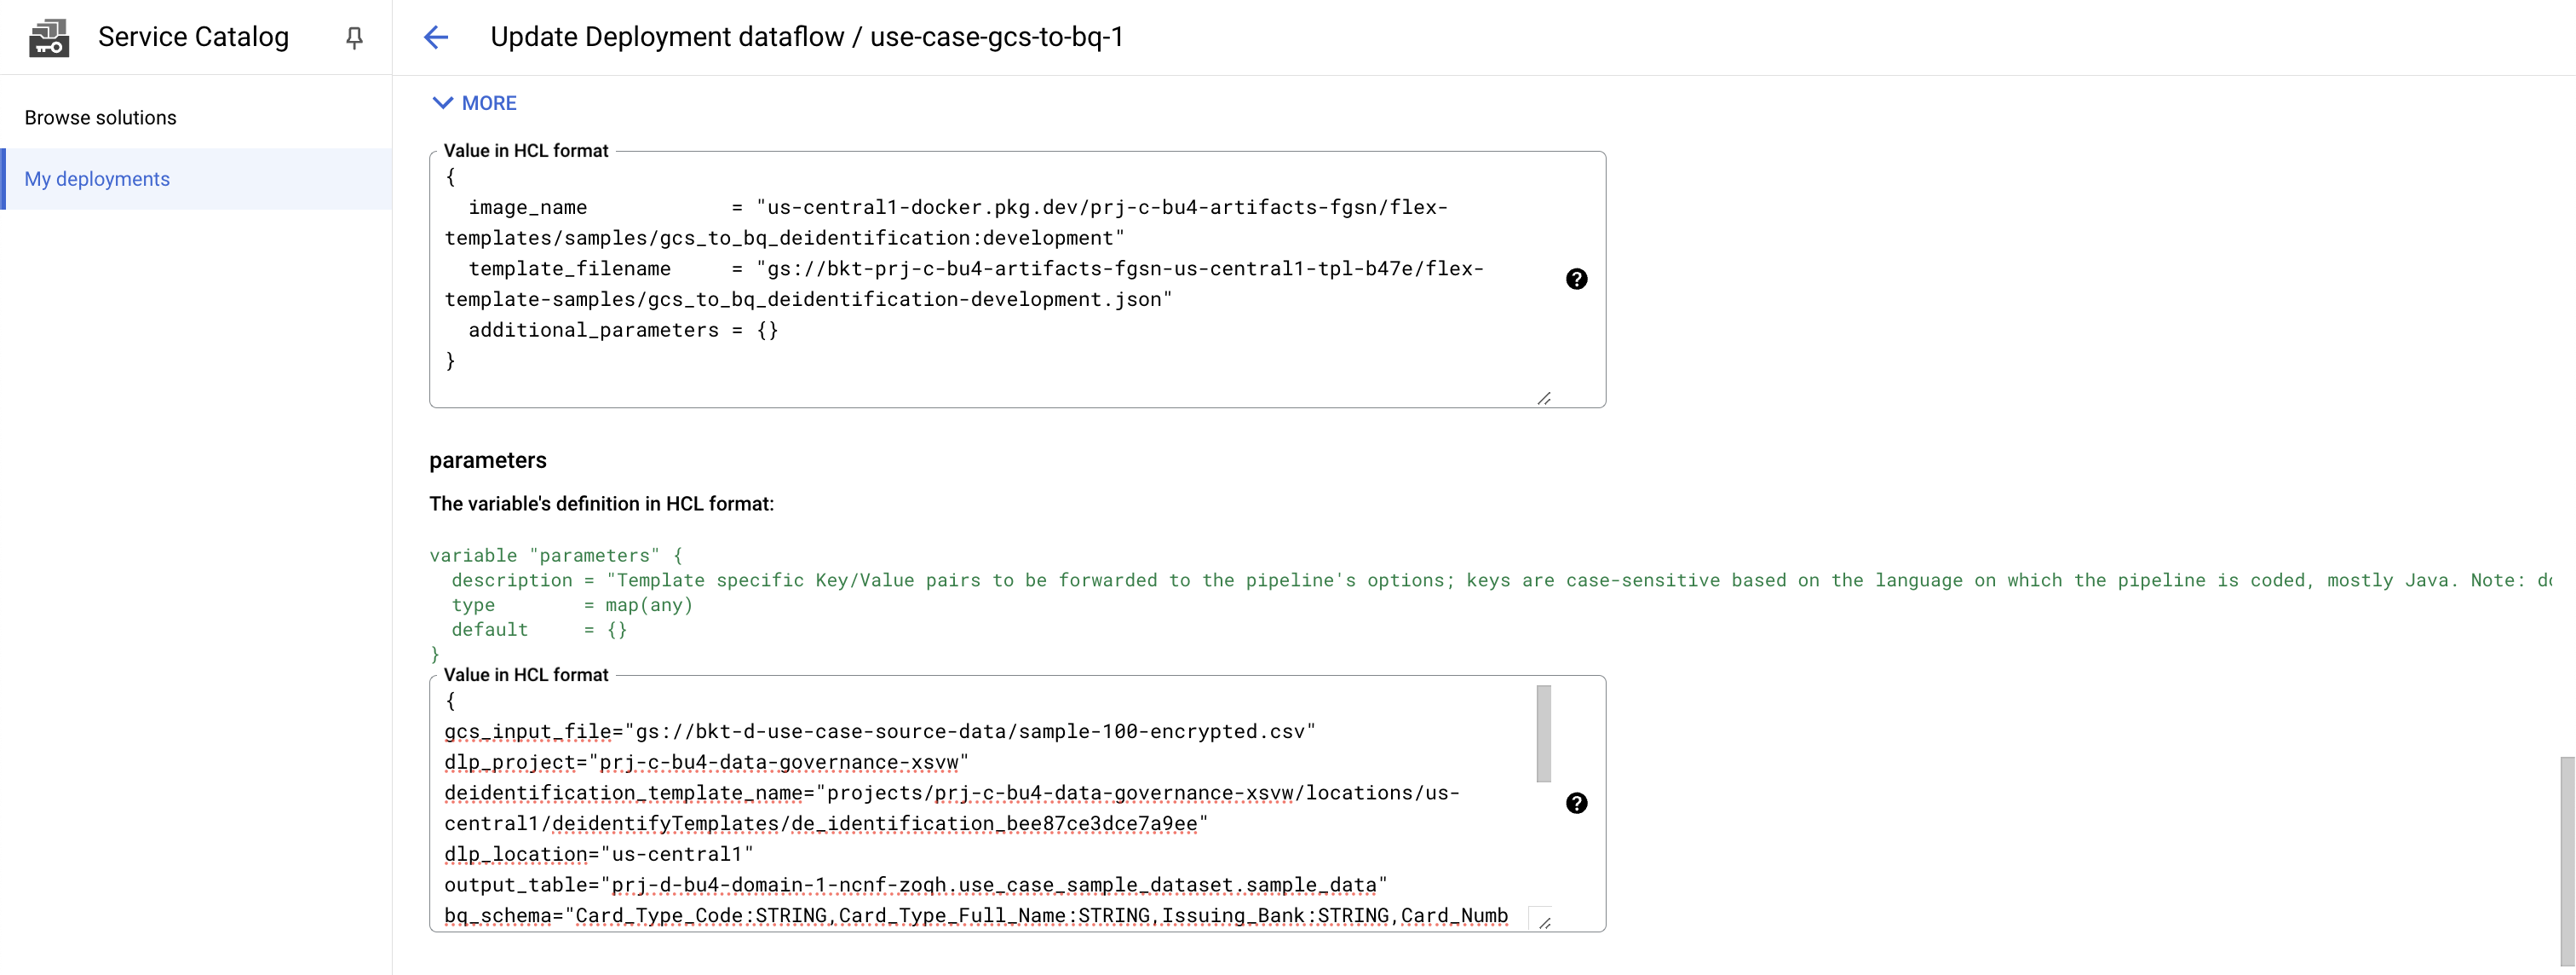 Service Catalog
Update Deployment dataflow / use-case-gcs-to-bq-1
Browse solutions
My deployments
MORE
Value in HCL format
{
  image_name            = "us-central1-docker.pkg.dev/prj-c-bu4-artifacts-fgsn/flex-
templates/samples/gcs_to_bq_deidentification:development"
  template_filename     = "gs://bkt-prj-c-bu4-artifacts-fgsn-us-central1-tpl-b47e/flex-
template-samples/gcs_to_bq_deidentification-development.json"
  additional_parameters = {}
}
parameters
The variable's definition in HCL format:
variable "parameters" {
  description = "Template specific Key/Value pairs to be forwarded to the pipeline's options; keys are case-sensitive based on the language on which the pipeline is coded, mostly Java. Note:
  type        = map(any)
  default     = {}
}
Value in HCL format
{
gcs_input_file="gs://bkt-d-use-case-source-data/sample-100-encrypted.csv"
dlp_project="prj-c-bu4-data-governance-xsvw"
deidentification_template_name="projects/prj-c-bu4-data-governance-xsvw/locations/us-
central1/deidentifyTemplates/de_identification_bee87ce3dce7a9ee"
dlp_location="us-central1"
output_table="prj-d-bu4-domain-1-ncnf-zoqh.use_case_sample_dataset.sample_data"
bq_schema="Card_Type_Code:STRING,Card_Type_Full_Name:STRING,Issuing_Bank:STRING,Card_Numb